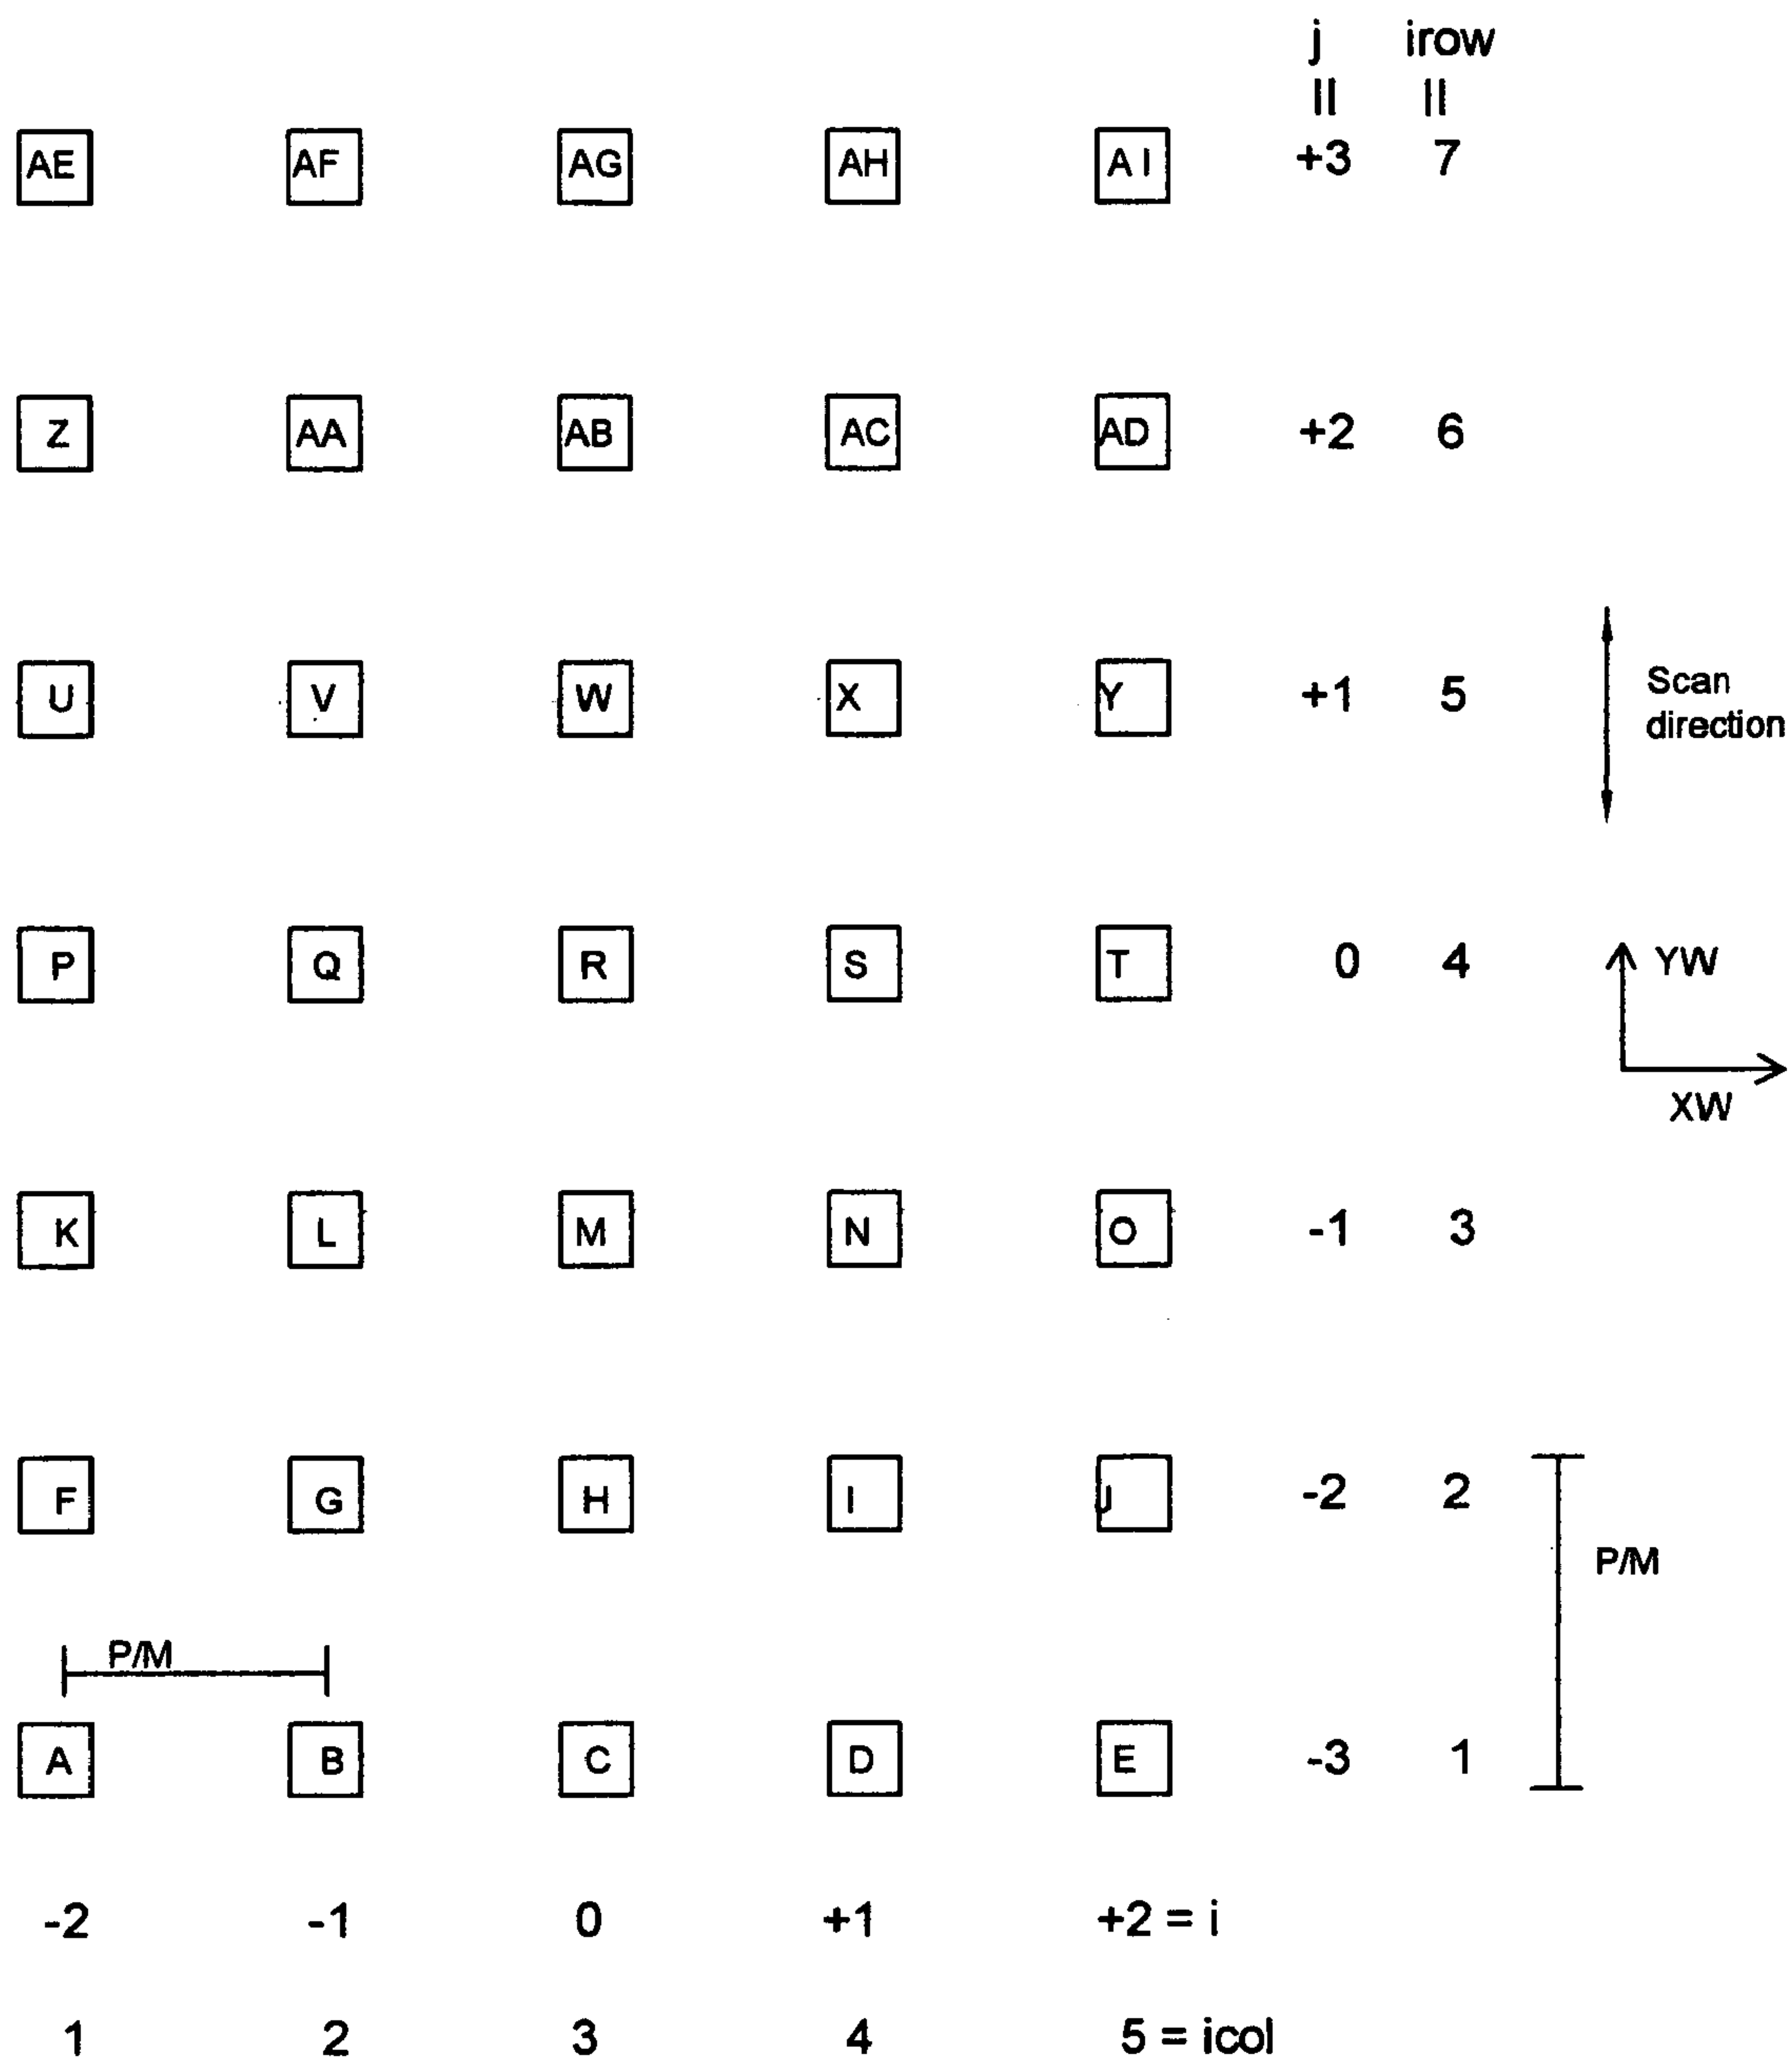 j irow
II II
AE AF AG AH A I +3 7
Z AA AB AC AD +2 6
U V W X Y +1 5
Scan
direction
P Q R S T 0 4
YW
XW
K L M N O -1 3
F G H I J -2 2
P/M
P/M
A B C D E -3 1
-2 -1 0 +1 +2 = i
1 2 3 4 5 = icol